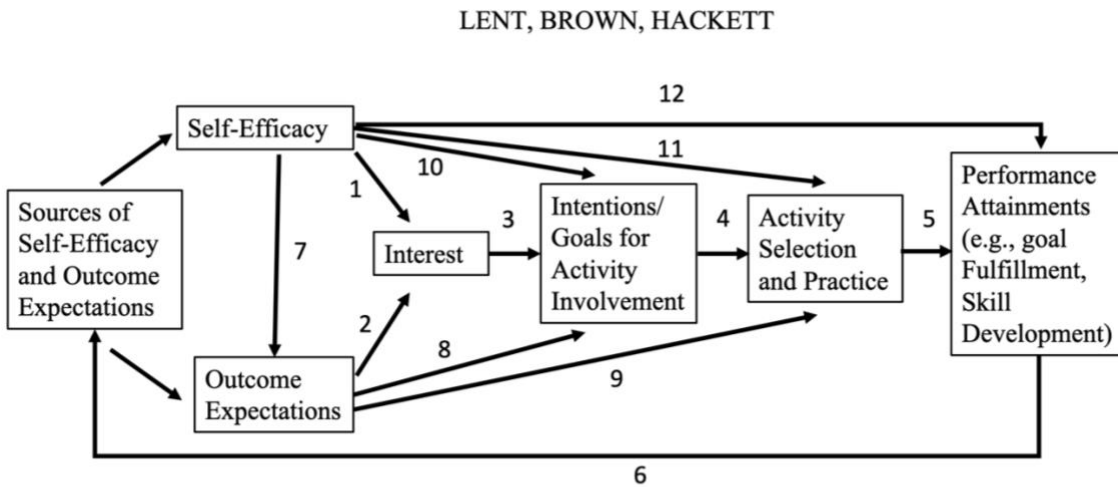 LENT, BROWN, HACKETT
12
Self-Efficacy
10
11
1
Sources of
Self-Efficacy
and Outcome
Expectations
7
Interest
3
Intentions/
Goals for
Activity
Involvement
4
Activity
Selection
and Practice
5
Performance
Attainments
(e.g., goal
Fulfillment,
Skill
Development)
2
8
9
Outcome
Expectations
6